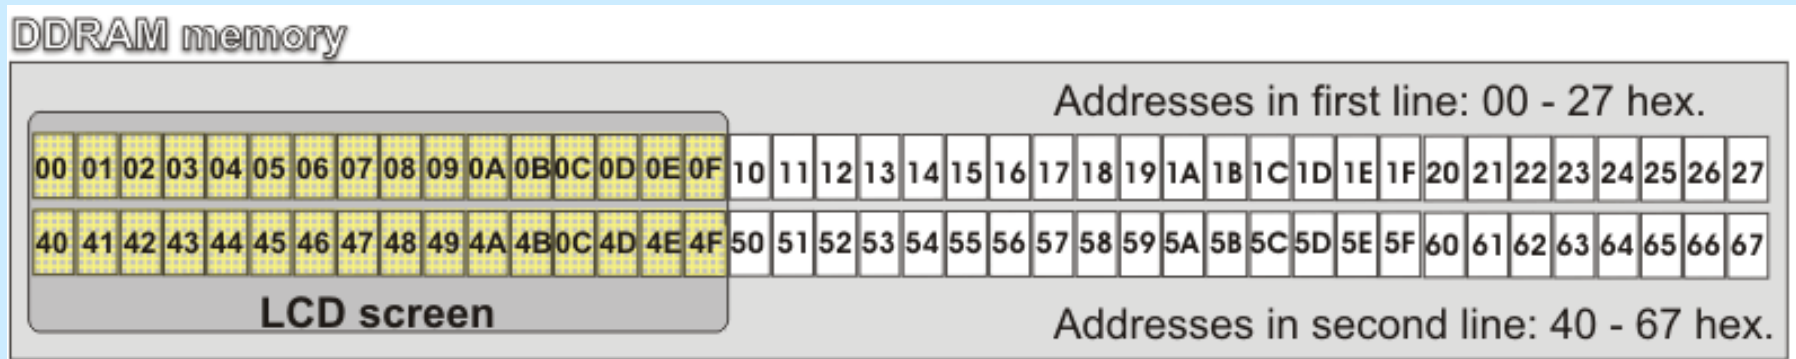 DDRAM memory
Addresses in first line: 00 - 27 hex.
00 01 02 03 04 05 06 07 08 09 0A 0B 0C 0D 0E 0F 10 11 12 13 14 15 16 17 18 19 1A 1B 1C 1D 1E 1F 20 21 22 23 24 25 26 27
40 41 42 43 44 45 46 47 48 49 4A 4B 0C 4D 4E 4F 50 51 52 53 54 55 56 57 58 59 5A 5B 5C 5D 5E 5F 60 61 62 63 64 65 66 67
LCD screen
Addresses in second line: 40 - 67 hex.